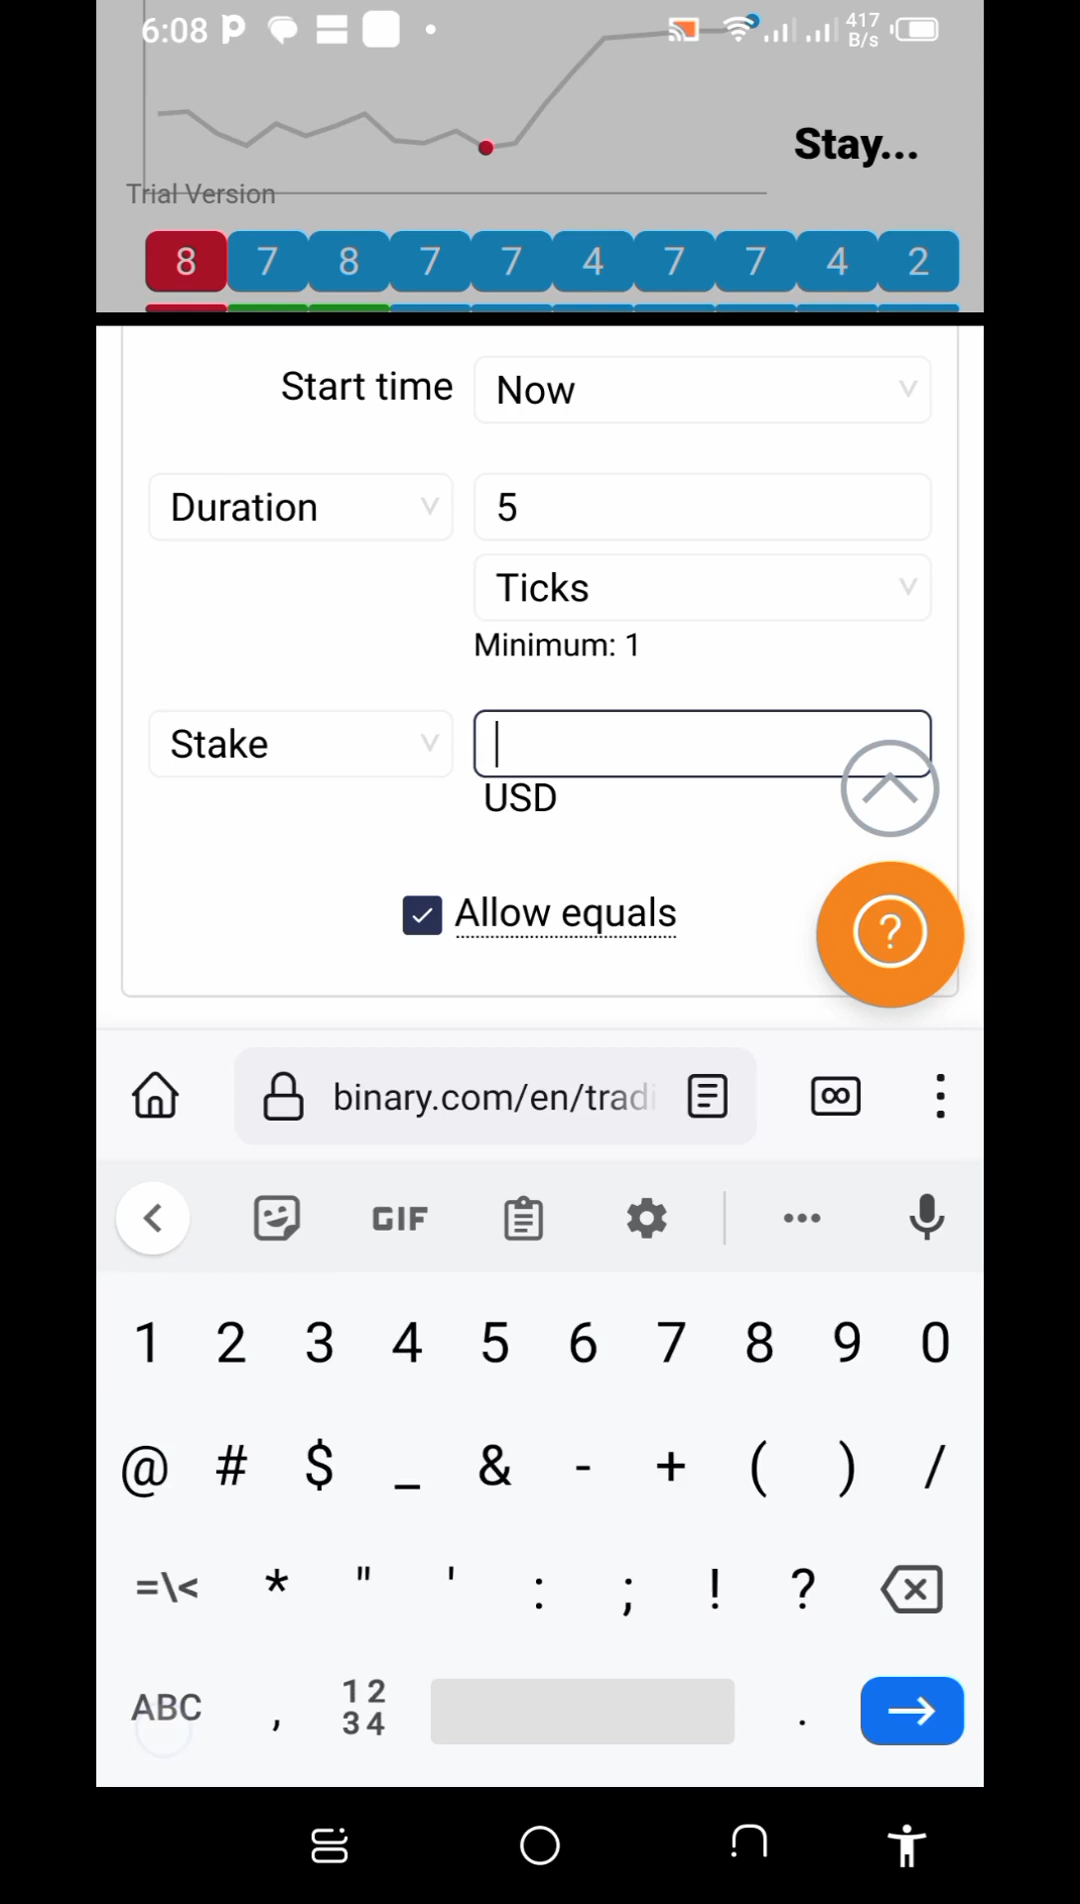 6:08
417
B/s
Stay...
Trial Version
8 7 8 7 7 4 7 7 4 2
Start time Now
Duration 5
Ticks
Minimum: 1
Stake
USD
Allow equals
?
binary.com/en/tradi
∞
GIF
1 2 3 4 5 6 7 8 9 0
@ # $ _ & - + ( ) /
=\< * " ' : ; ! ?
ABC , 12 .
34